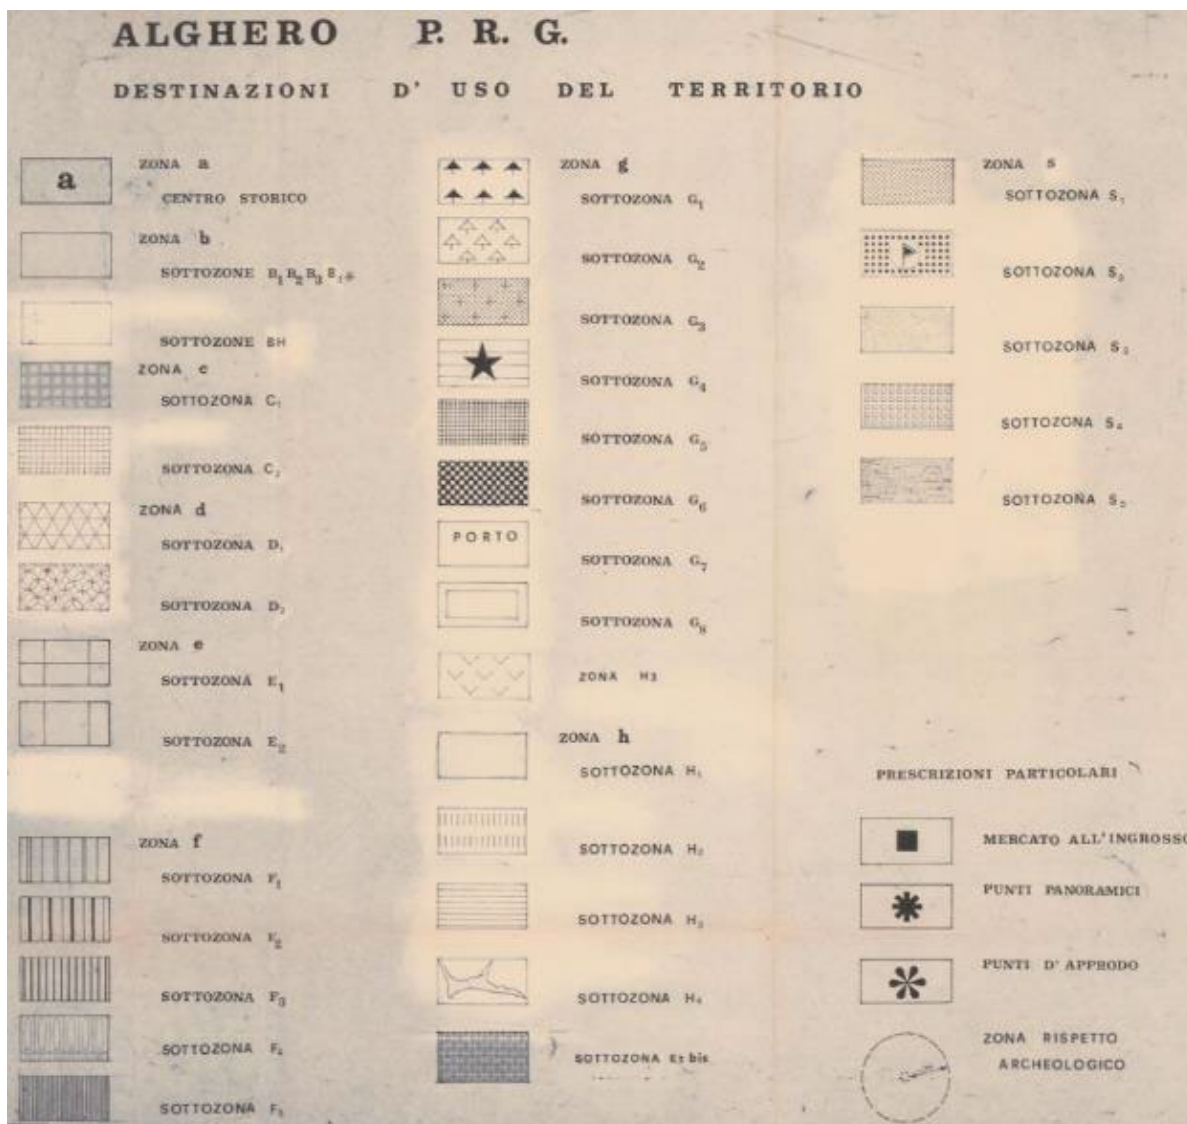 ALGHERO P. R. G.
DESTINAZIONI D' USO DEL TERRITORIO
a
ZONA a
CENTRO STORICO
ZONA b
SOTTOZONE B1 B2 B3
SOTTOZONE BH
ZONA c
SOTTOZONA C1
SOTTOZONA C2
ZONA d
SOTTOZONA D1
SOTTOZONA D2
ZONA e
SOTTOZONA E1
SOTTOZONA E2
ZONA f
SOTTOZONA F1
SOTTOZONA F2
SOTTOZONA F3
SOTTOZONA F4
SOTTOZONA F5
ZONA g
SOTTOZONA G1
SOTTOZONA G2
SOTTOZONA G3
SOTTOZONA G4
SOTTOZONA G5
SOTTOZONA G6
PORTO
SOTTOZONA G7
SOTTOZONA G8
ZONA H3
ZONA h
SOTTOZONA H1
SOTTOZONA H2
SOTTOZONA H3
SOTTOZONA H4
SOTTOZONA E1 bis
ZONA s
SOTTOZONA S1
SOTTOZONA S2
SOTTOZONA S3
SOTTOZONA S4
SOTTOZONA S5
PRESCRIZIONI PARTICOLARI
MERCATO ALL'INGROSSO
PUNTI PANORAMICI
PUNTI D'APPRODO
ZONA RISPETTO
ARCHEOLOGICO